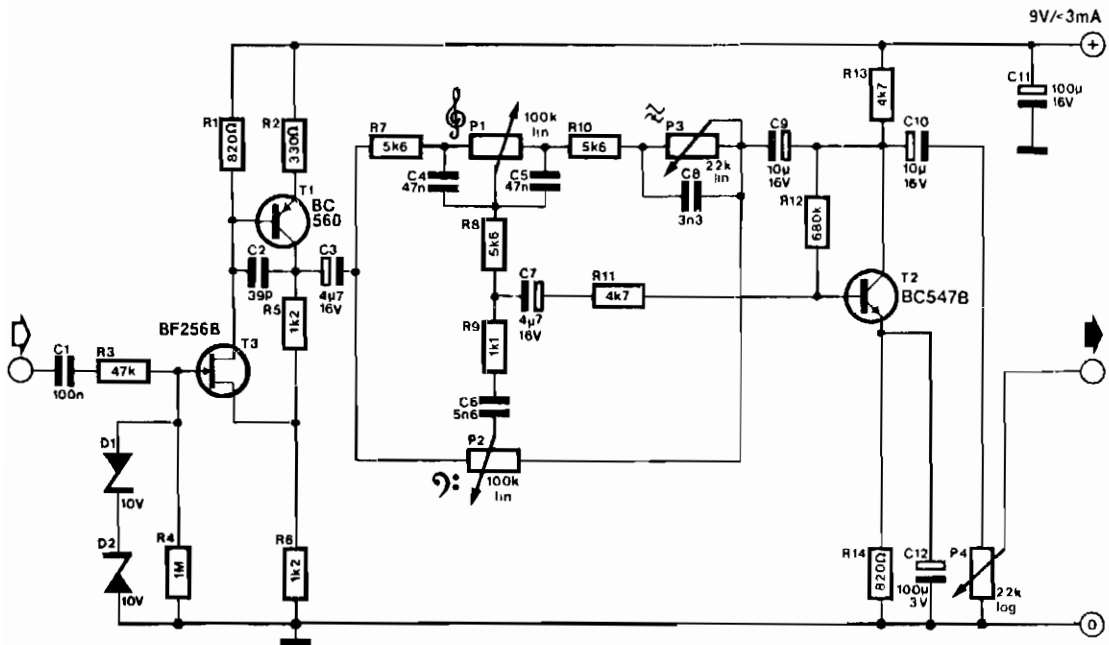 9V/<3mA
+
R1
820Ω
R2
330Ω
T1
BC
560
C2
39p
C3
4µ7
16V
R5
1k2
BF256B
T3
C1
100n
R3
47k
D1
10V
D2
10V
R4
1M
R6
1k2
R7
5k6
P1
100k
lin
C4
47n
C5
47n
R10
5k6
P3
22k
lin
C8
3n3
R8
5k6
C7
4µ7
16V
R11
4k7
R9
1k1
C6
5n6
P2
100k
lin
C9
10µ
16V
R12
680k
R13
4k7
C10
10µ
16V
C11
100µ
16V
T2
BC547B
R14
820Ω
C12
100µ
3V
P4
22k
log
0